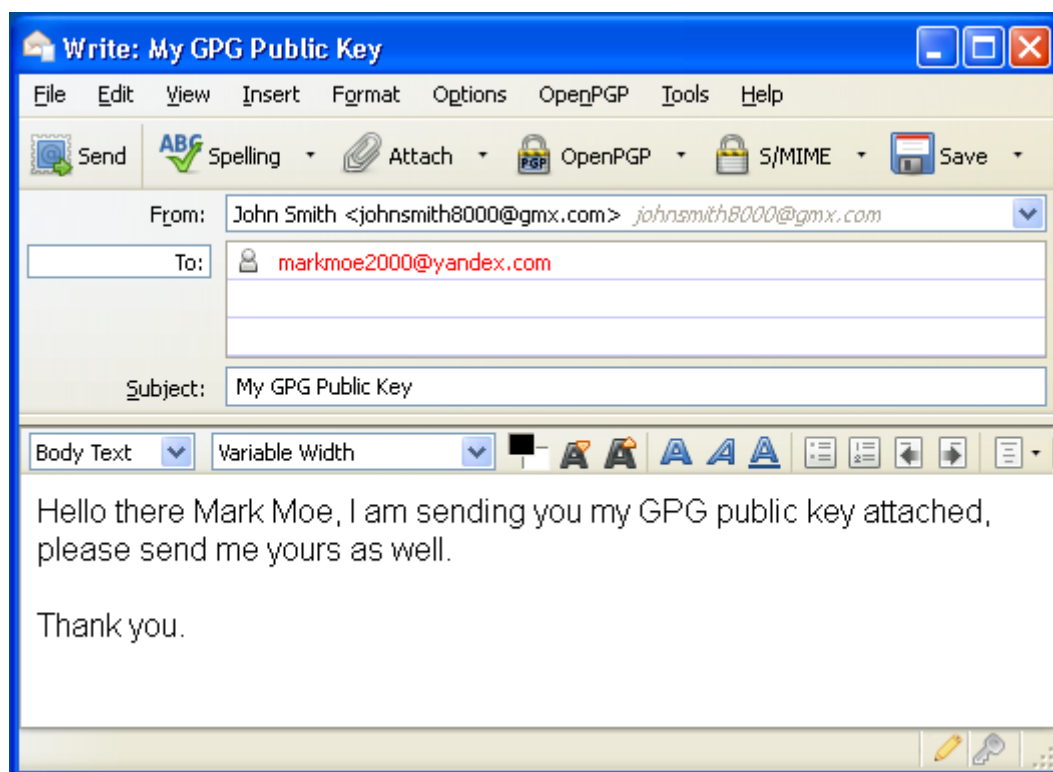 Write: My GPG Public Key
File Edit View Insert Format Options OpenPGP Tools Help
Send ABC Spelling Attach PGP OpenPGP S/MIME Save
From: John Smith <johnsmith8000@gmx.com> johnsmith8000@gmx.com
To: markmoe2000@yandex.com
Subject: My GPG Public Key
Body Text Variable Width A A A A A
Hello there Mark Moe, I am sending you my GPG public key attached,
please send me yours as well.
Thank you.